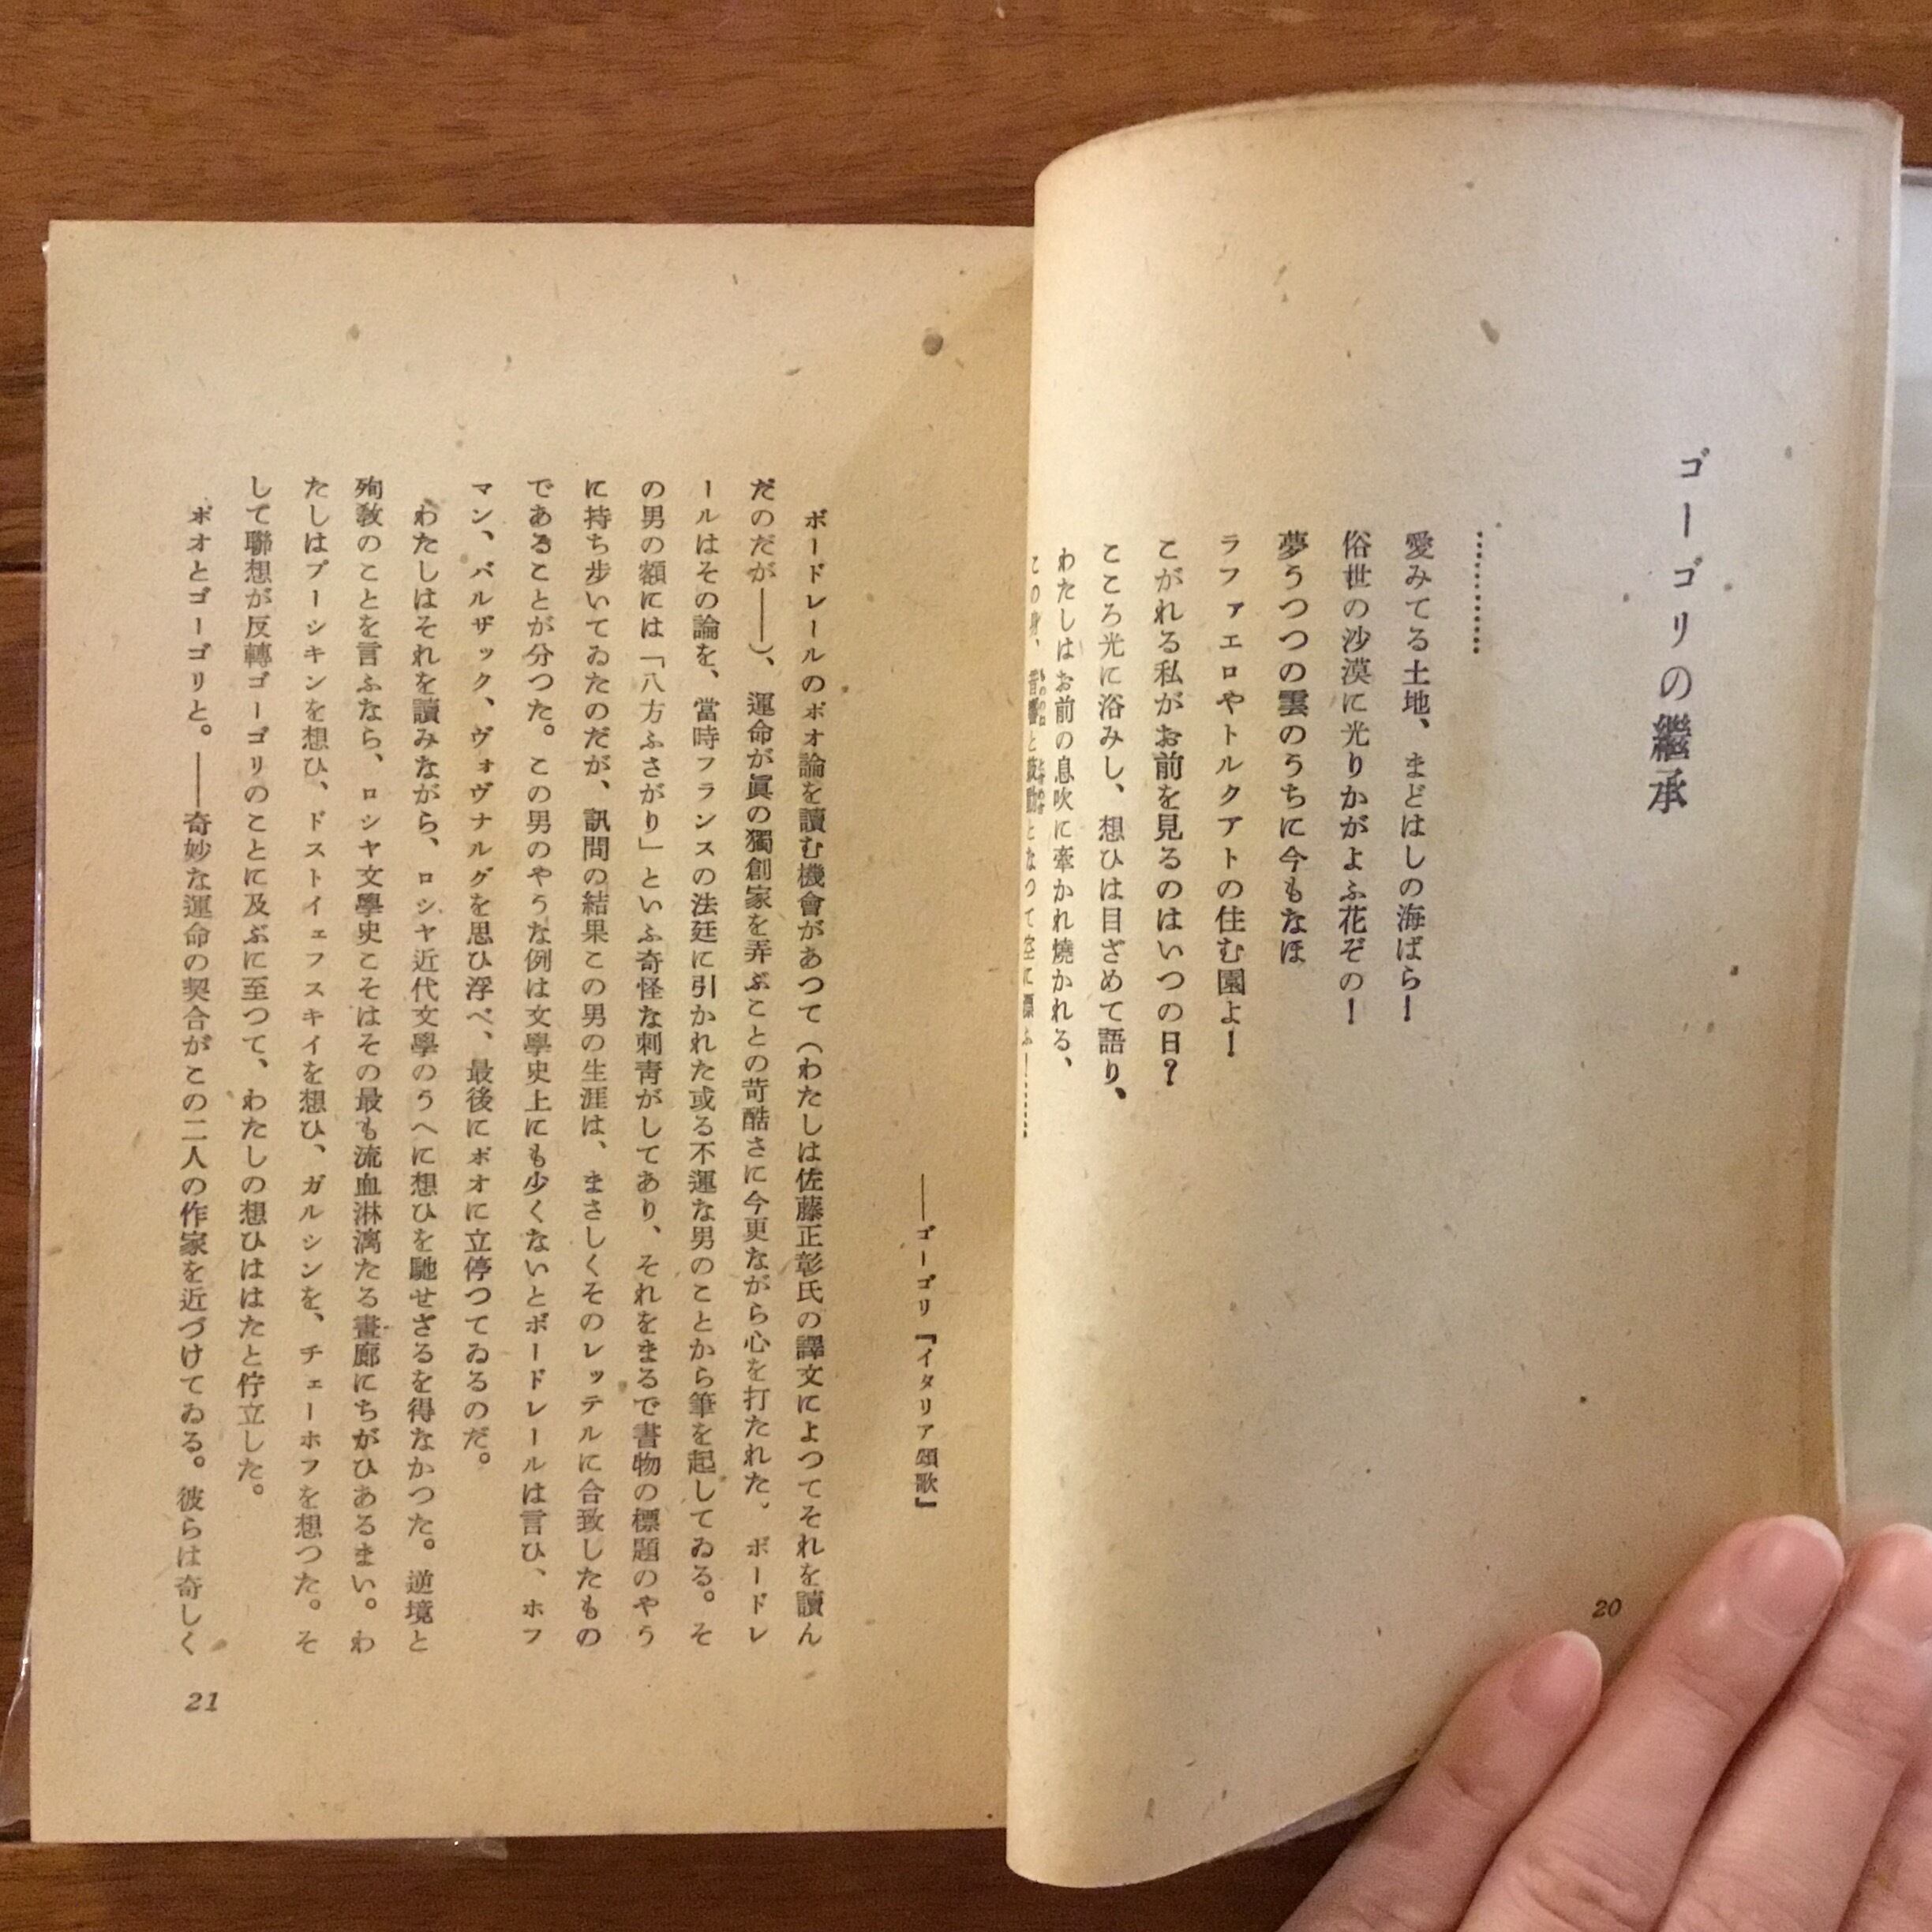 ゴーゴリの繼承
…………
愛みてる土地、まどはしの海ばら！
俗世の沙漠に光りかがよふ花ぞの！
夢うつつの雲のうちに今もなほ
ラファエロやトルクアトの住む園よ！
こがれる私がお前を見るのはいつの日？
こころ光に浴みし、想ひは目ざめて語り、
わたしはお前の息吹に牽かれ燒かれる、
この身、音響と鼓動となつて空に漂ふ！……
20
——ゴーゴリ『イタリア頌歌』
ボードレールのポオ論を讀む機會があつて（わたしは佐藤正彰氏の譯文によつてそれを讀ん
だのだが——）、運命が眞の獨創家を弄ぶことの苛酷さに今更ながら心を打たれた。ボードレ
ールはその論を、當時フランスの法廷に引かれた或る不運な男のことから筆を起してゐる。そ
の男の額には「八方ふさがり」といふ奇怪な刺靑がしてあり、それをまるで書物の標題のやう
に持ち步いてゐたのだが、訊問の結果この男の生涯は、まさしくそのレッテルに合致したもの
であることが分つた。この男のやうな例は文學史上にも少くないとボードレールは言ひ、ホフ
マン、バルザック、ヴォヴナルグを思ひ浮べ、最後にポオに立停つてゐるのだ。
わたしはそれを讀みながら、ロシヤ近代文學のうへに想ひを馳せざるを得なかつた。逆境と
殉敎のことを言ふなら、ロシヤ文學史こそはその最も流血淋漓たる畫廊にちがひあるまい。わ
たしはプーシキンを想ひ、ドストイェフスキイを想ひ、ガルシンを、チェーホフを想つた。そ
して聯想が反轉ゴーゴリのことに及ぶに至つて、わたしの想ひははたと佇立した。
ポオとゴーゴリと。——奇妙な運命の契合がこの二人の作家を近づけてゐる。彼らは奇しく
21